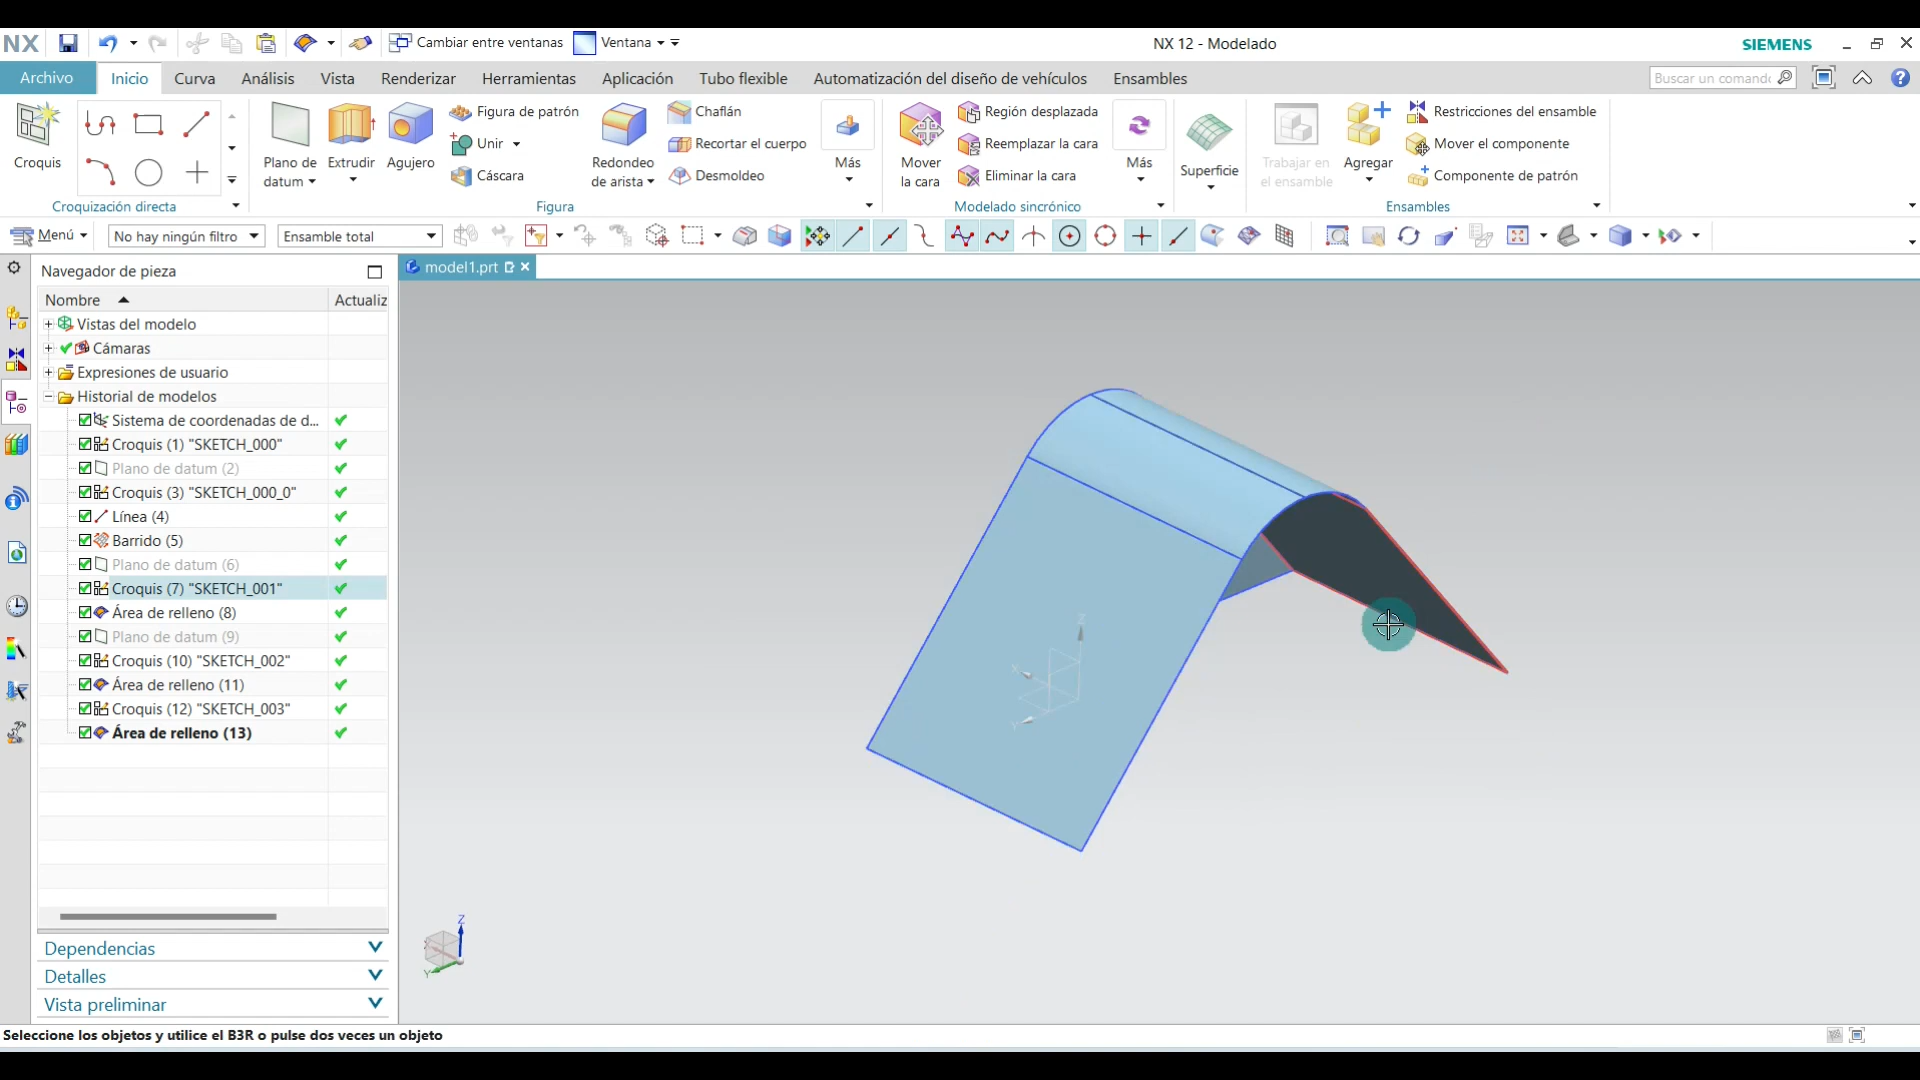 NX Cambiar entre ventanas Ventana NX 12 - Modelado SIEMENS
Archivo Inicio Curva Análisis Vista Renderizar Herramientas Aplicación Tubo flexible Automatización del diseño de vehículos Ensambles Buscar un comando
Croquis
Croquización directa
Plano de datum
Extrudir
Agujero
Figura de patrón
Unir
Cáscara
Redondeo de arista
Chaflán
Recortar el cuerpo
Desmoldeo
Más
Figura
Mover la cara
Región desplazada
Reemplazar la cara
Eliminar la cara
Más
Modelado sincrónico
Superficie
Trabajar en el ensamble
Agregar
Restricciones del ensamble
Mover el componente
Componente de patrón
Ensambles
Menú No hay ningún filtro Ensamble total
Navegador de pieza
model1.prt
Nombre Actualiz
Vistas del modelo
Cámaras
Expresiones de usuario
Historial de modelos
Sistema de coordenadas de d...
Croquis (1) "SKETCH_000"
Plano de datum (2)
Croquis (3) "SKETCH_000_0"
Línea (4)
Barrido (5)
Plano de datum (6)
Croquis (7) "SKETCH_001"
Área de relleno (8)
Plano de datum (9)
Croquis (10) "SKETCH_002"
Área de relleno (11)
Croquis (12) "SKETCH_003"
Área de relleno (13)
Z
X
Y
Z
Y
Dependencias
Detalles
Vista preliminar
Seleccione los objetos y utilice el B3R o pulse dos veces un objeto